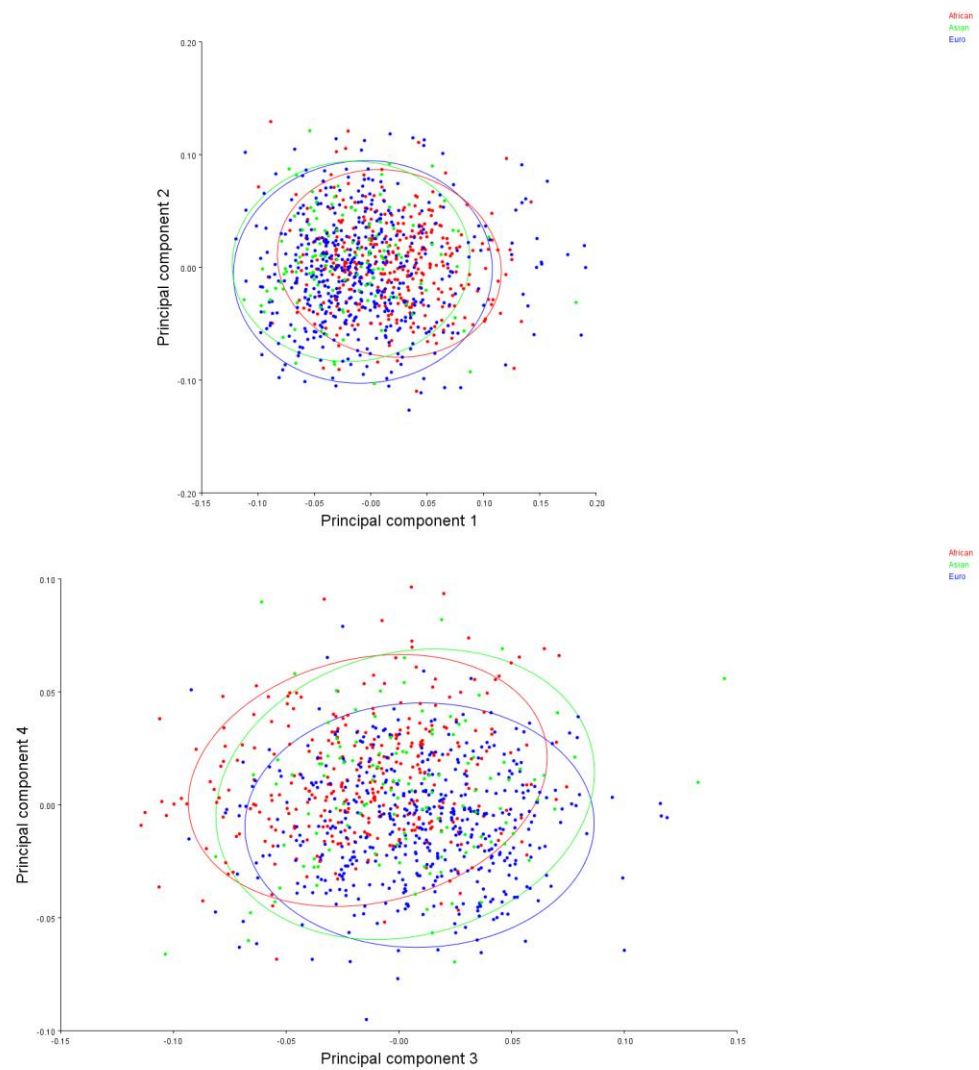 African
Asian
Euro
0.20
0.10
0.00
-0.10
-0.20
Principal component 2
-0.15 -0.10 -0.05 -0.00 0.05 0.10 0.15 0.20
Principal component 1
African
Asian
Euro
0.10
0.05
0.00
-0.05
-0.10
Principal component 4
-0.15 -0.10 -0.05 -0.00 0.05 0.10 0.15
Principal component 3